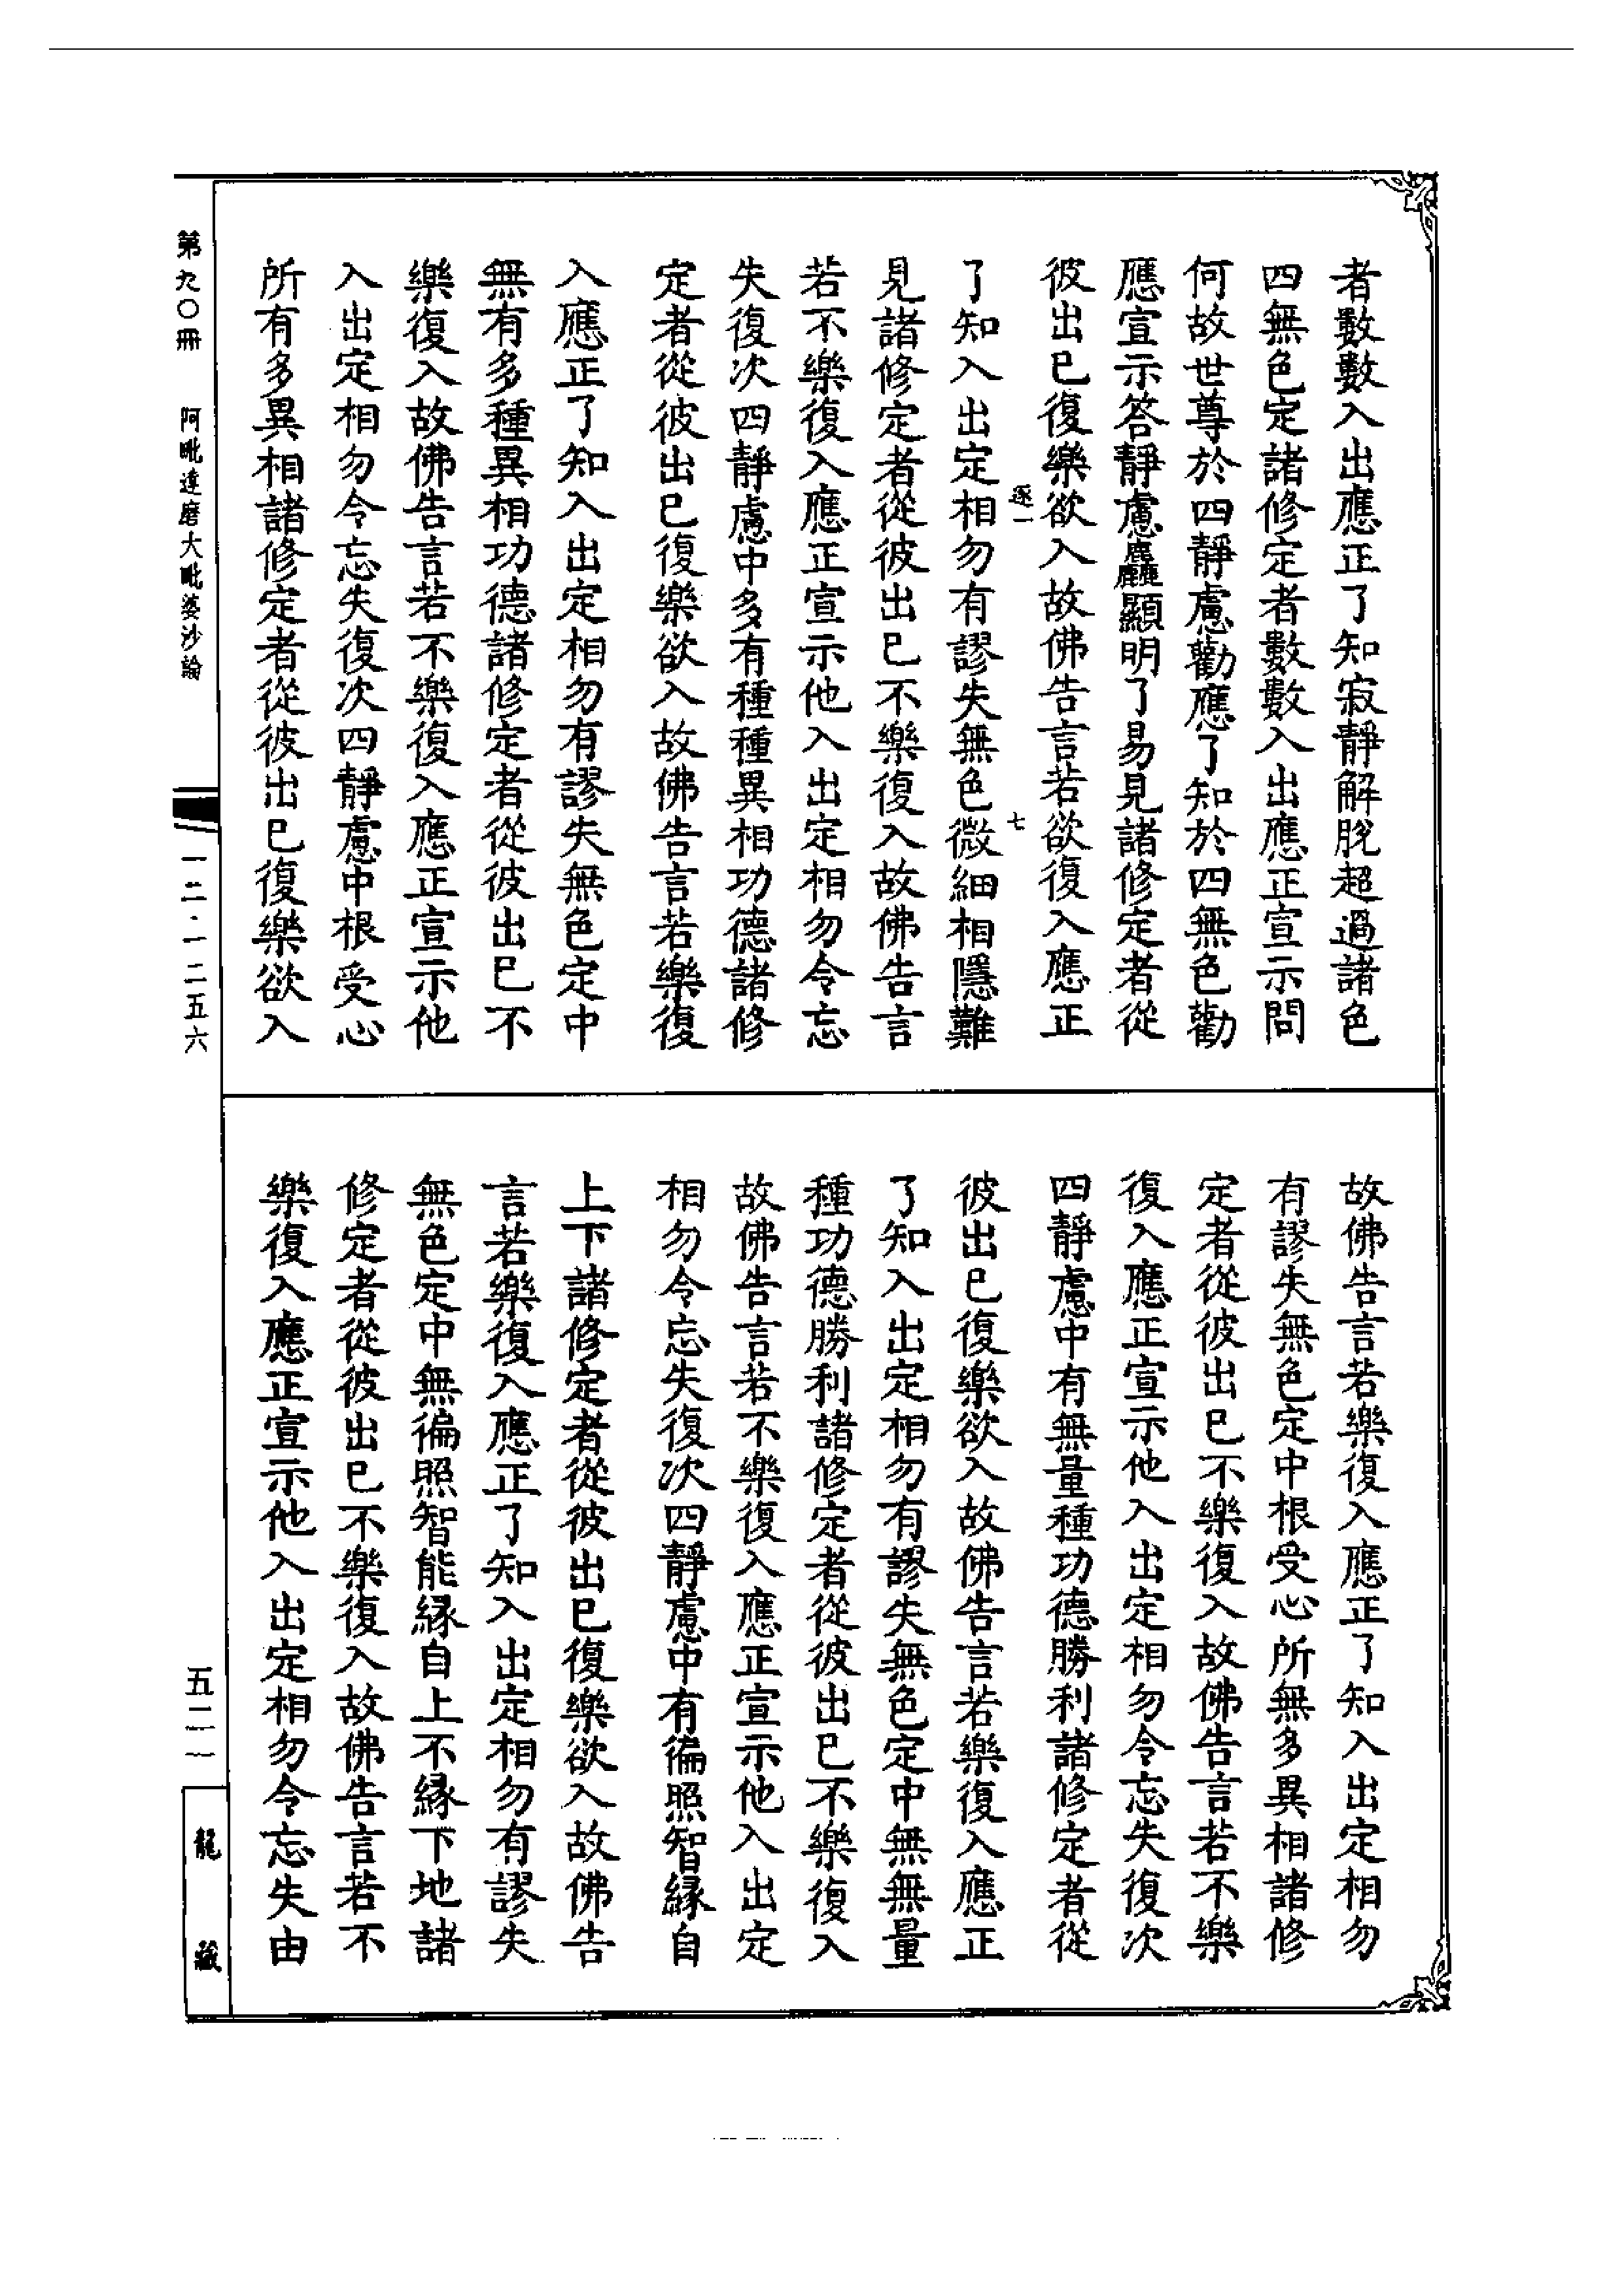 者數數入出應正了知寂靜解脫超過諸色
四無色定諸修定者數數入出應正宣示問
何故世尊於四靜慮勸應了知於四無色勸
應宣示答靜慮麤顯明了易見諸修定者從
彼出已復樂欲入故佛告言若欲復入應正
逐一
七
了知入出定相勿有謬失無色微細相隱難
見諸修定者從彼出已不樂復入故佛告言
若不樂復入應正宣示他入出定相勿令忘
失復次四靜慮中多有種種異相功德諸修
定者從彼出已復樂欲入故佛告言若樂復
入應正了知入出定相勿有謬失無色定中
無有多種異相功德諸修定者從彼出已不
樂復入故佛告言若不樂復入應正宣示他
入出定相勿令忘失復次四靜慮中根受心
所有多異相諸修定者從彼出已復樂欲入
故佛告言若樂復入應正了知入出定相勿
有謬失無色定中根受心所無多異相諸修
定者從彼出已不樂復入故佛告言若不樂
復入應正宣示他入出定相勿令忘失復次
四靜慮中有無量種功德勝利諸修定者從
彼出已復樂欲入故佛告言若樂復入應正
了知入出定相勿有謬失無色定中無無量
種功德勝利諸修定者從彼出已不樂復入
故佛告言若不樂復入應正宣示他入出定
相勿令忘失復次四靜慮中有徧照智緣自
上下諸修定者從彼出已復樂欲入故佛告
言若樂復入應正了知入出定相勿有謬失
無色定中無徧照智能緣自上不緣下地諸
修定者從彼出已不樂復入故佛告言若不
樂復入應正宣示他入出定相勿令忘失由
第九〇冊 阿毗達磨大毗婆沙論
一二·一二五六
五二一
龍藏